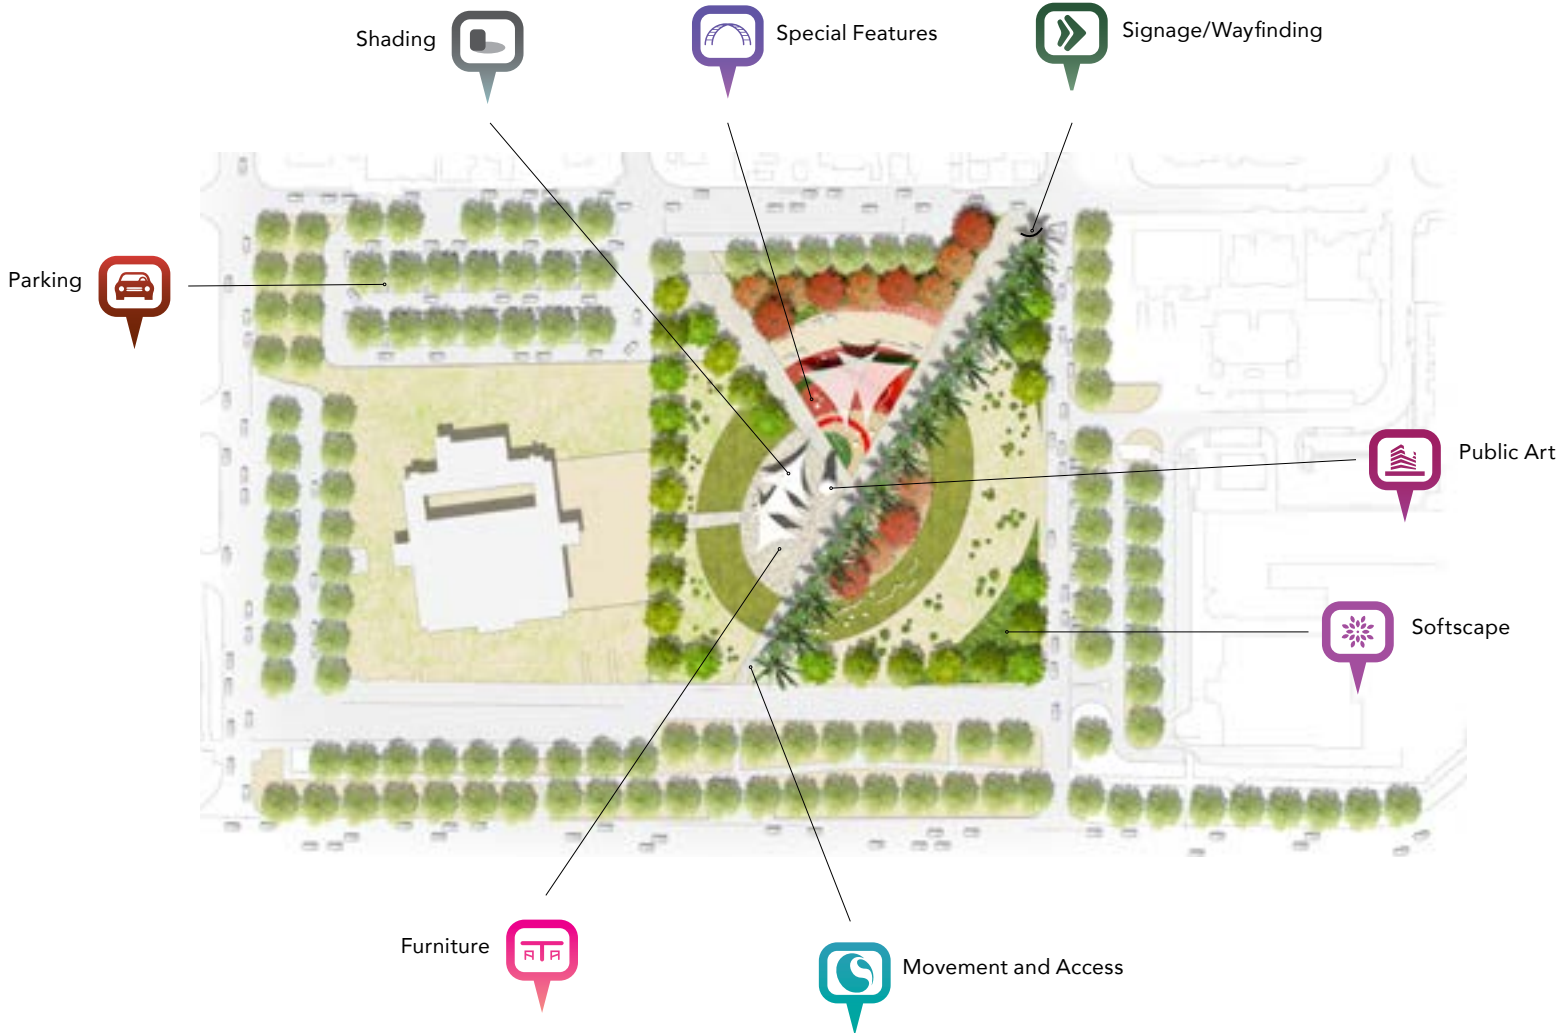 Shading
Special Features
Signage/Wayfinding
Parking
Public Art
Softscape
Furniture
Movement and Access